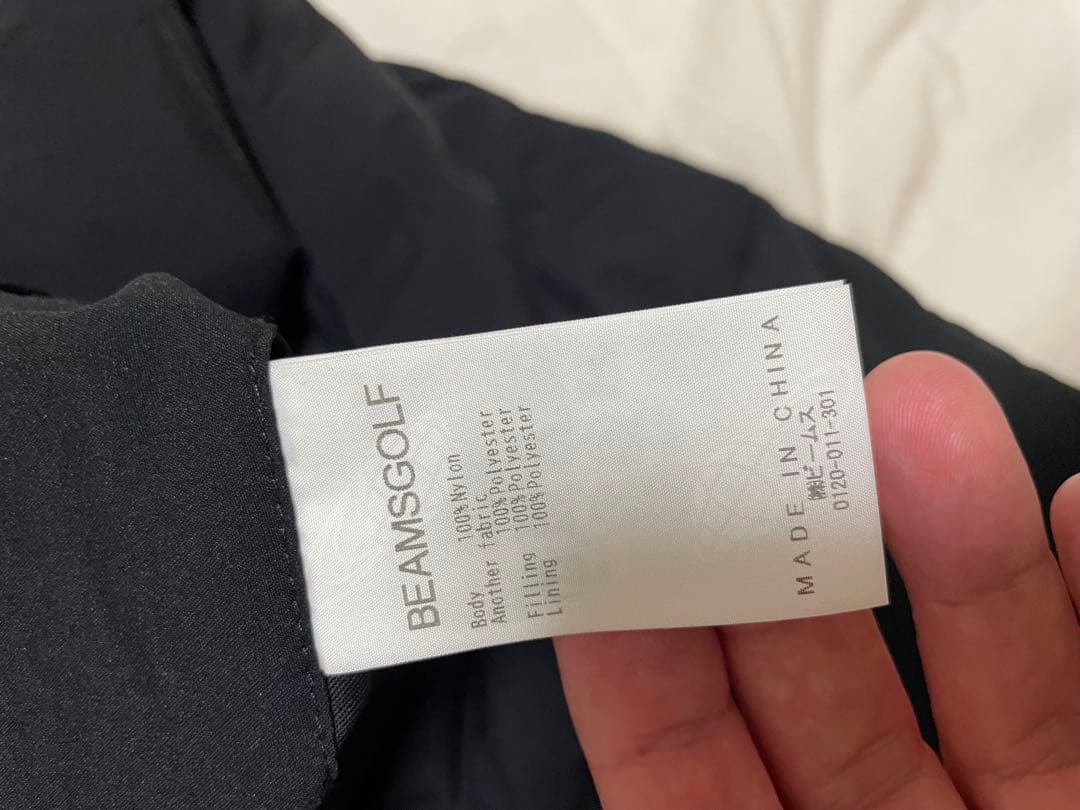 BEAMSGOLF
Body 100%Nylon
Another fabric
100%Polyester
Filling 100%Polyester
Lining 100%Polyester
MADE IN CHINA
㈱ビームス
0120-011-301